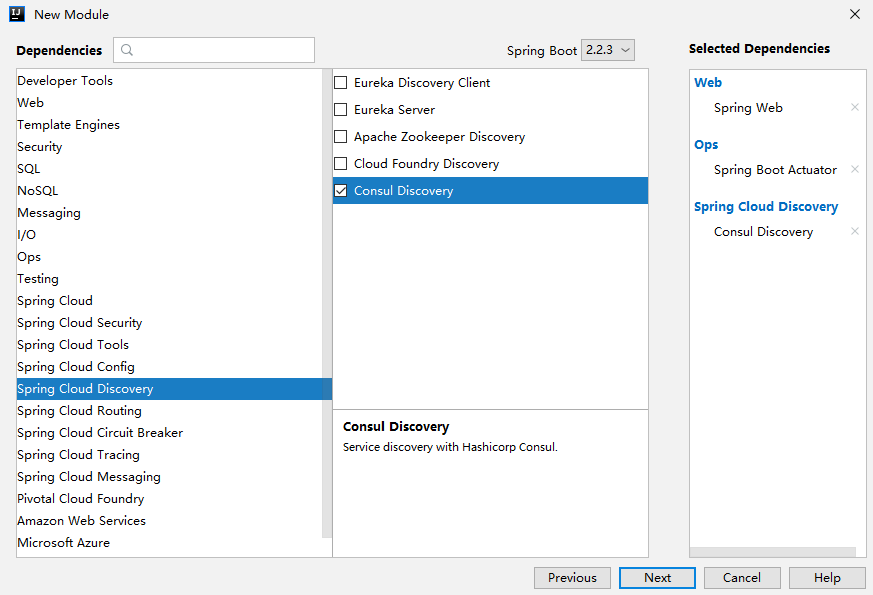 New Module
Dependencies
Spring Boot 2.2.3
Selected Dependencies
Developer Tools
Web
Template Engines
Security
SQL
NoSQL
Messaging
I/O
Ops
Testing
Spring Cloud
Spring Cloud Security
Spring Cloud Tools
Spring Cloud Config
Spring Cloud Discovery
Spring Cloud Routing
Spring Cloud Circuit Breaker
Spring Cloud Tracing
Spring Cloud Messaging
Pivotal Cloud Foundry
Amazon Web Services
Microsoft Azure
Eureka Discovery Client
Eureka Server
Apache Zookeeper Discovery
Cloud Foundry Discovery
Consul Discovery
Consul Discovery
Service discovery with Hashicorp Consul.
Web
Spring Web
Ops
Spring Boot Actuator
Spring Cloud Discovery
Consul Discovery
Previous
Next
Cancel
Help